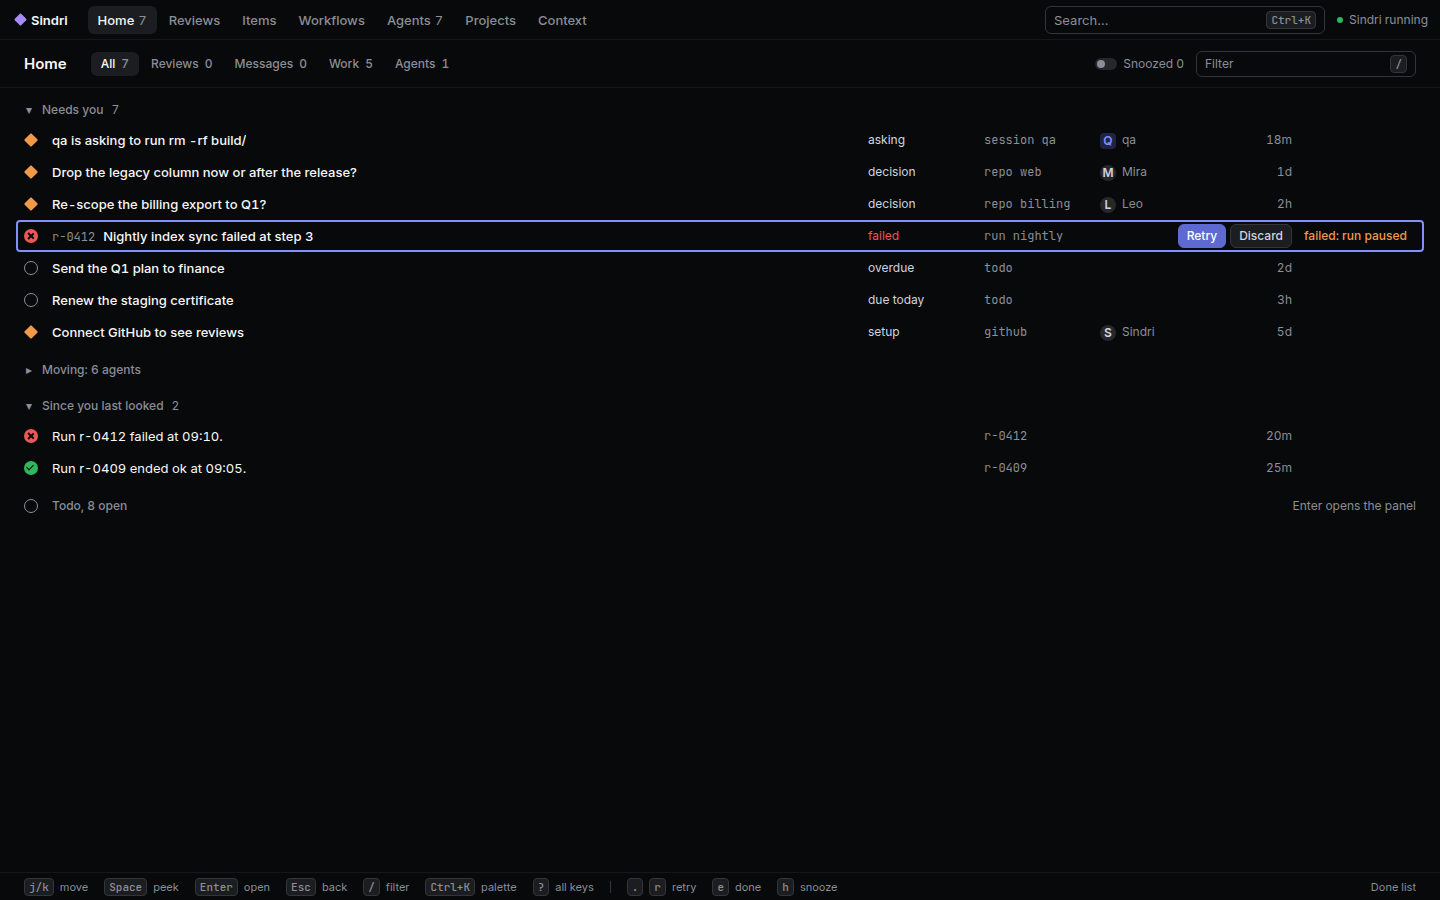 Sindri Home 7 Reviews Items Workflows Agents 7 Projects Context Search... Ctrl+K Sindri running
Home All 7 Reviews 0 Messages 0 Work 5 Agents 1 Snoozed 0 Filter /
Needs you 7
qa is asking to run rm -rf build/ asking session qa Q qa 18m
Drop the legacy column now or after the release? decision repo web M Mira 1d
Re-scope the billing export to Q1? decision repo billing L Leo 2h
r-0412 Nightly index sync failed at step 3 failed run nightly Retry Discard failed: run paused
Send the Q1 plan to finance overdue todo 2d
Renew the staging certificate due today todo 3h
Connect GitHub to see reviews setup github S Sindri 5d
Moving: 6 agents
Since you last looked 2
Run r-0412 failed at 09:10. r-0412 20m
Run r-0409 ended ok at 09:05. r-0409 25m
Todo, 8 open Enter opens the panel
j/k move Space peek Enter open Esc back / filter Ctrl+K palette ? all keys . r retry e done h snooze Done list